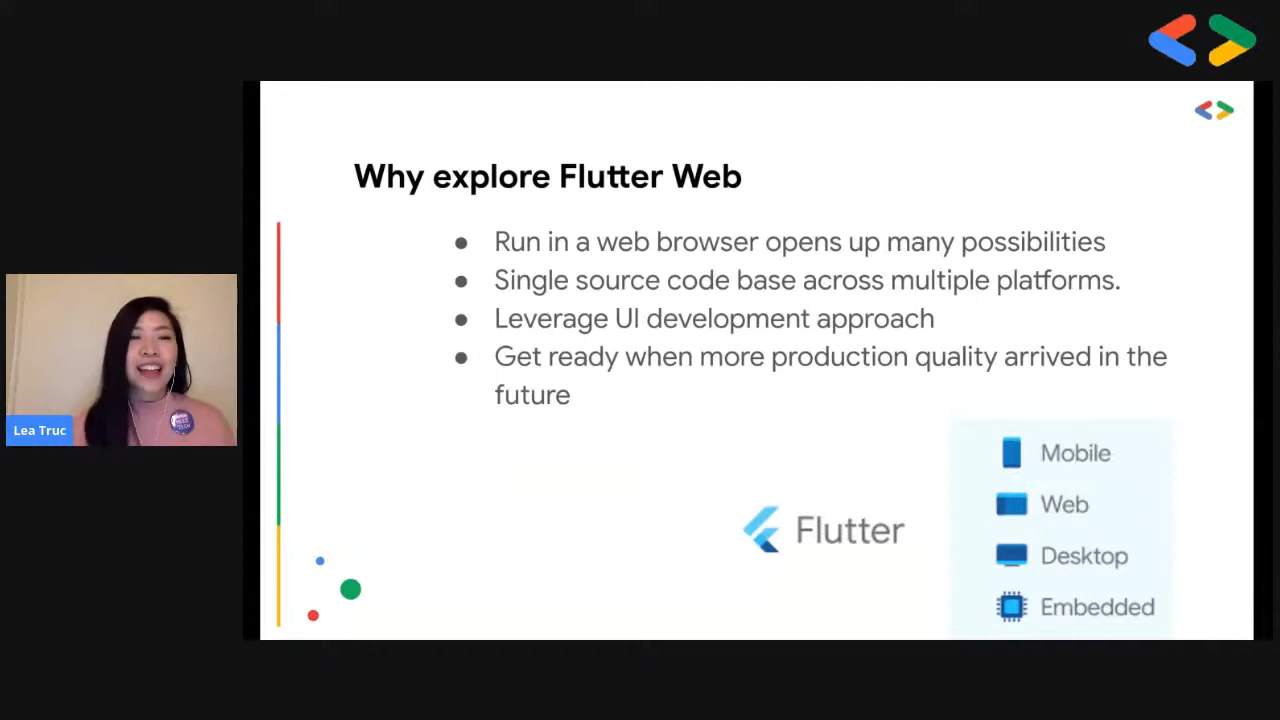 Why explore Flutter Web
● Run in a web browser opens up many possibilities
● Single source code base across multiple platforms.
● Leverage UI development approach
● Get ready when more production quality arrived in the
future
Lea Truc
Flutter
Mobile
Web
Desktop
Embedded